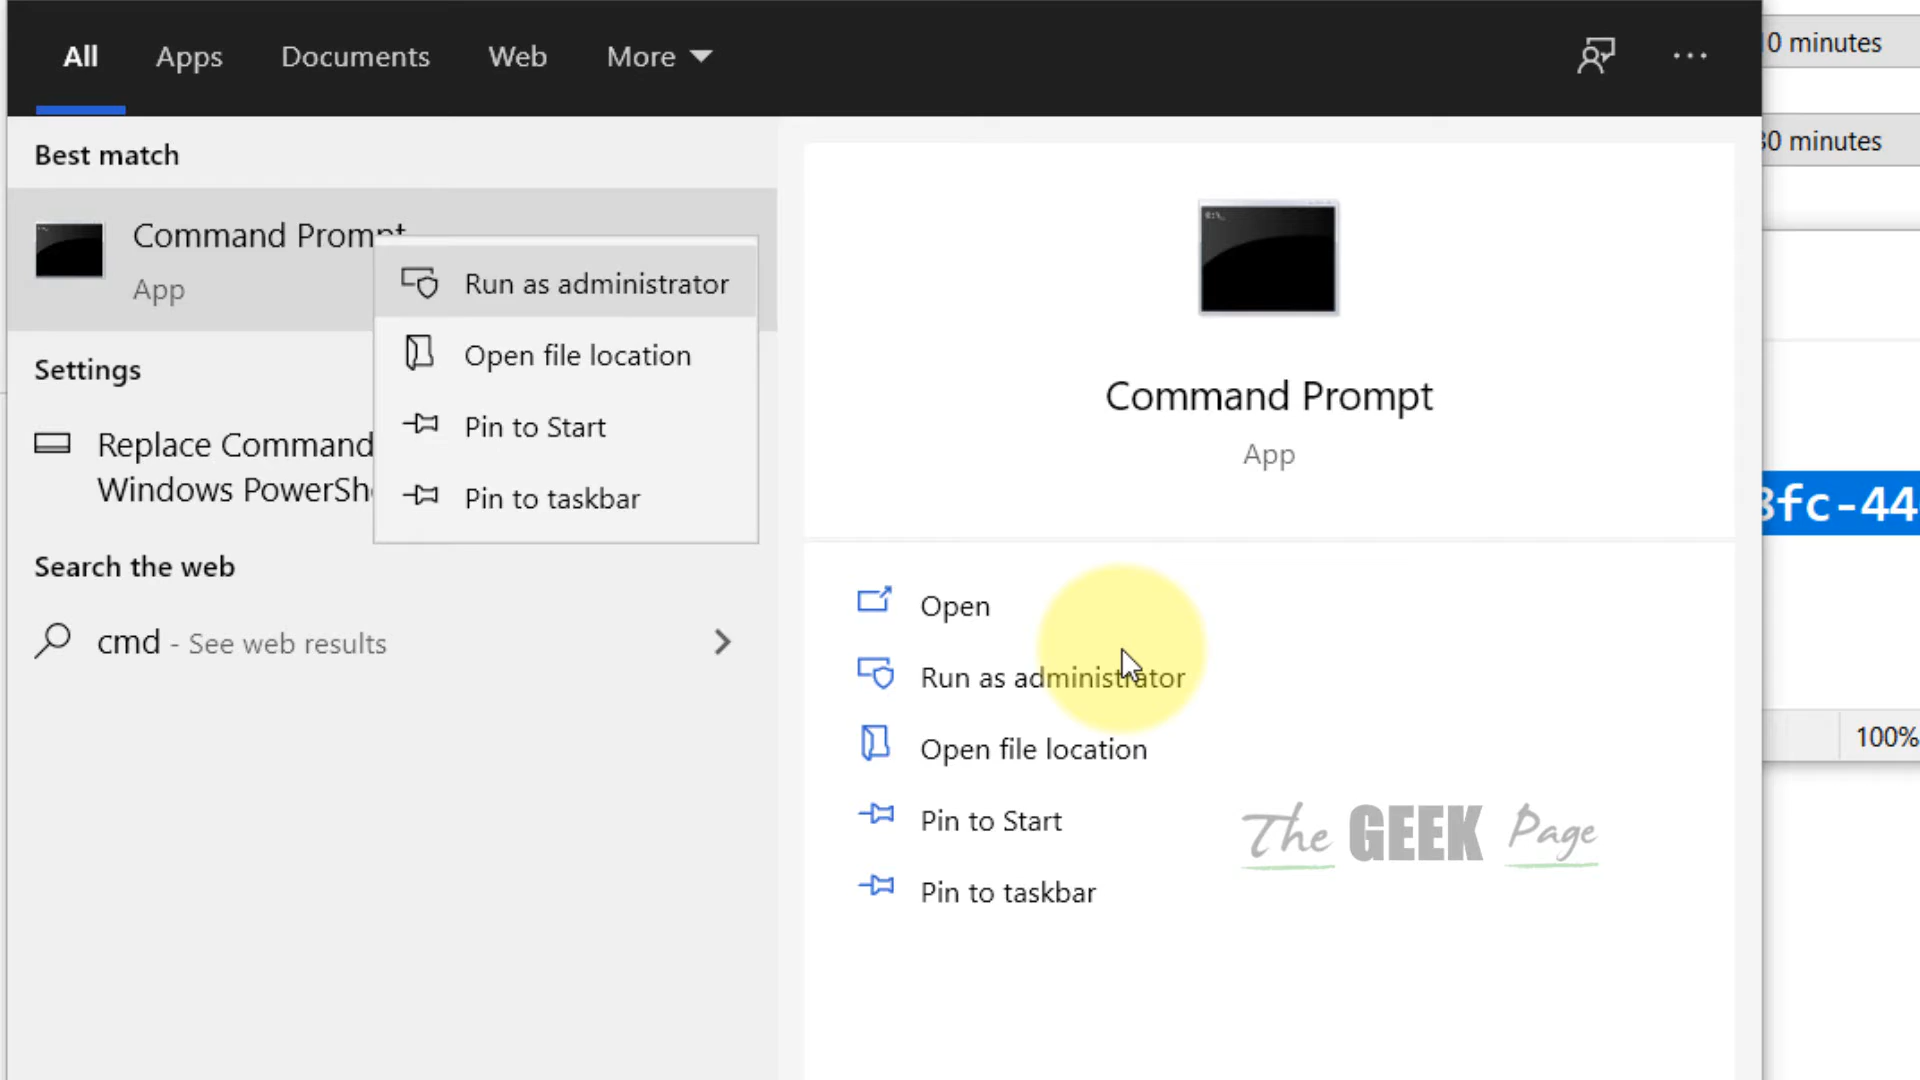 All Apps Documents Web More
Best match
Command Prompt
App
Run as administrator
Open file location
Pin to Start
Pin to taskbar
Settings
Replace Command
Windows
Search the web
cmd - See web results
Command Prompt
App
Open
Run as administrator
Open file location
Pin to Start
Pin to taskbar
The GEEK Page
0 minutes
0 minutes
8fc-44
100%